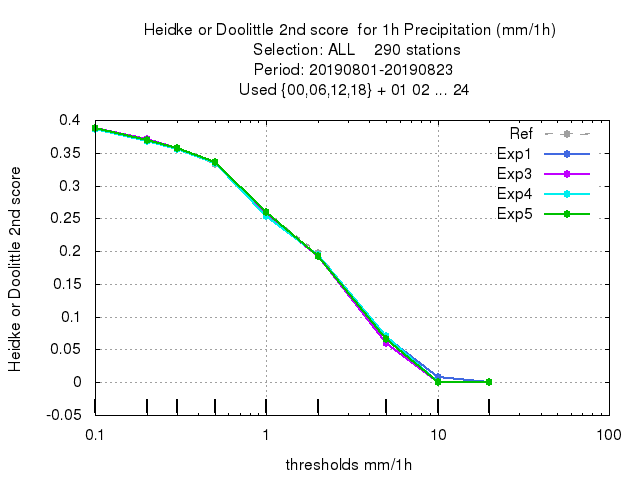 Heidke or Doolittle 2nd score  for 1h Precipitation (mm/1h)
Selection: ALL    290 stations
Period: 20190801-20190823
Used {00,06,12,18} + 01 02 ... 24
0.4
0.35
0.3
0.25
0.2
0.15
0.1
0.05
0
-0.05
Heidke or Doolittle 2nd score
Ref
Exp1
Exp3
Exp4
Exp5
0.1
1
10
100
thresholds mm/1h